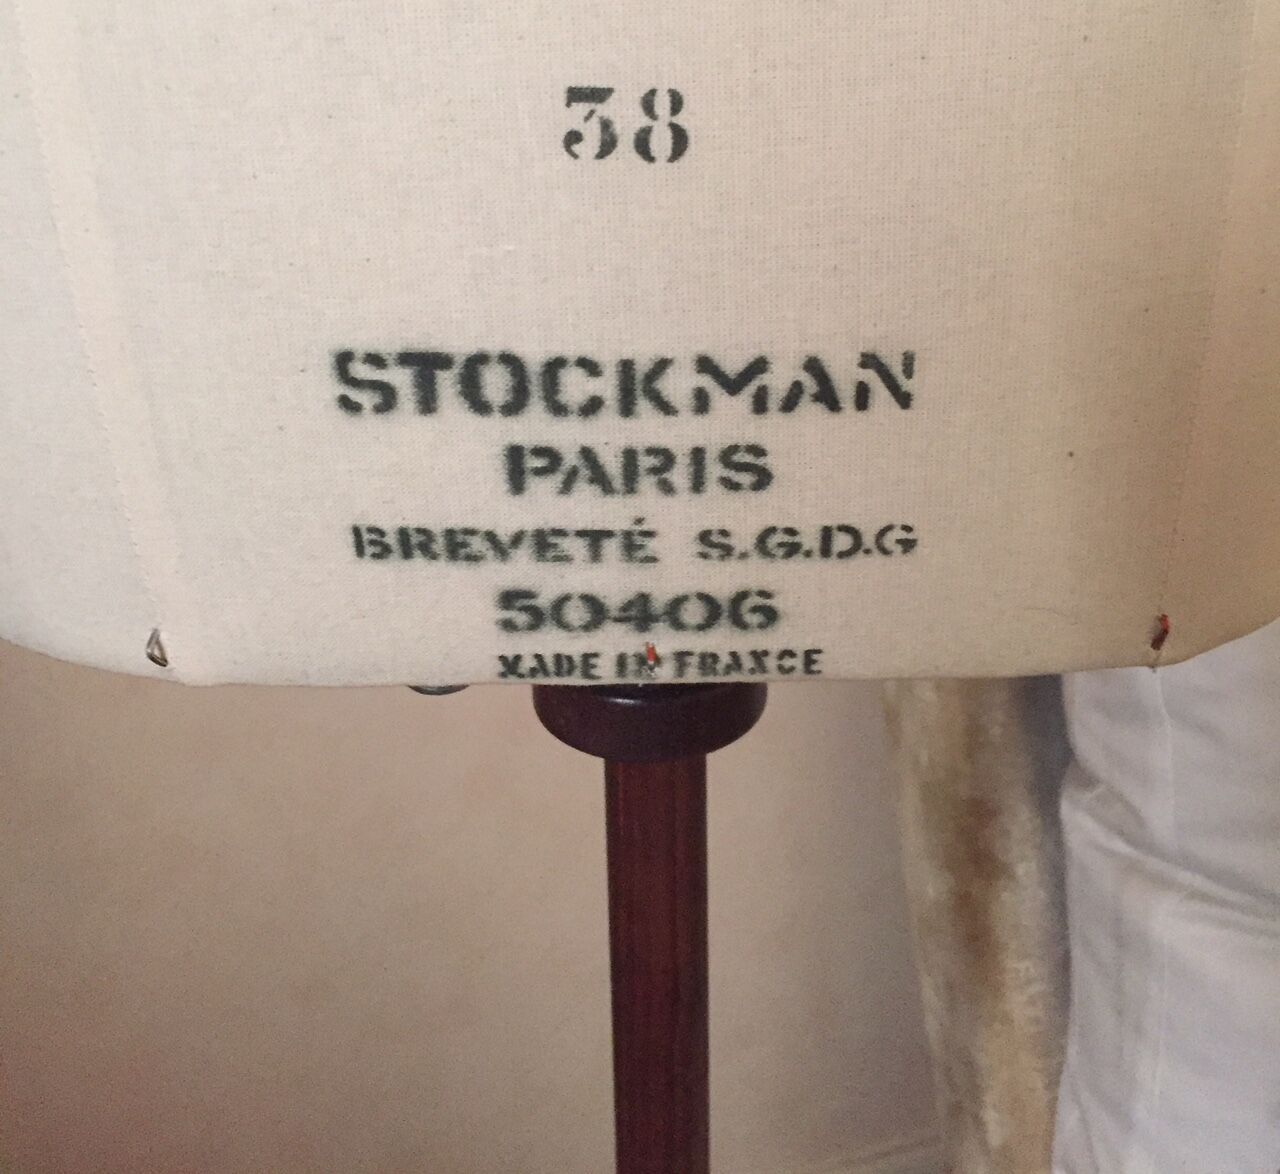 38
STOCKMAN
PARIS
BREVETÉ S.G.D.G
50406
MADE IN FRANCE